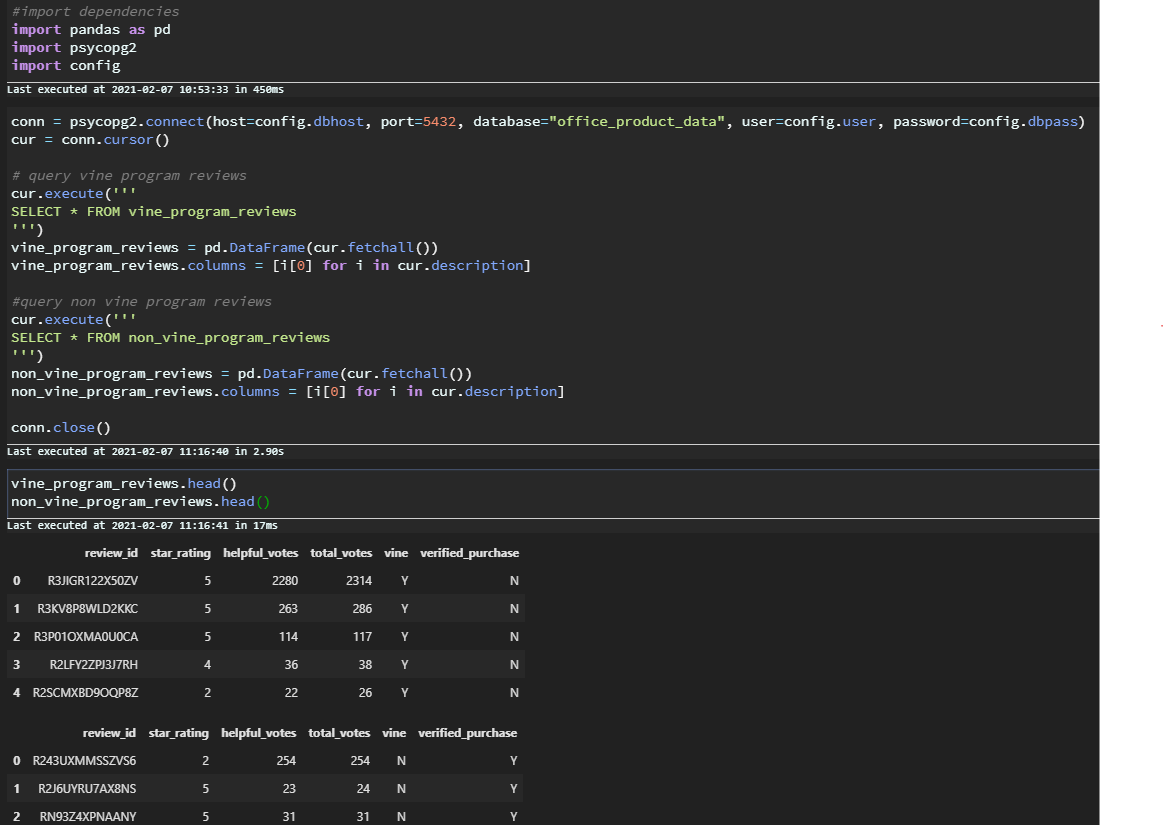 #import dependencies
import pandas as pd
import psycopg2
import config
Last executed at 2021-02-07 10:53:33 in 450ms
conn = psycopg2.connect(host=config.dbhost, port=5432, database="office_product_data", user=config.user, password=config.dbpass)
cur = conn.cursor()
# query vine program reviews
cur.execute('''
SELECT * FROM vine_program_reviews
''')
vine_program_reviews = pd.DataFrame(cur.fetchall())
vine_program_reviews.columns = [i[0] for i in cur.description]
#query non vine program reviews
cur.execute('''
SELECT * FROM non_vine_program_reviews
''')
non_vine_program_reviews = pd.DataFrame(cur.fetchall())
non_vine_program_reviews.columns = [i[0] for i in cur.description]
conn.close()
Last executed at 2021-02-07 11:16:40 in 2.90s
vine_program_reviews.head()
non_vine_program_reviews.head()
Last executed at 2021-02-07 11:16:41 in 17ms
review_id star_rating helpful_votes total_votes vine verified_purchase
0 R3JIGR122X50ZV 5 2280 2314 Y N
1 R3KV8P8WLD2KKC 5 263 286 Y N
2 R3P01OXMA0U0CA 5 114 117 Y N
3 R2LFY2ZPJ3J7RH 4 36 38 Y N
4 R2SCMXBD9OQP8Z 2 22 26 Y N
review_id star_rating helpful_votes total_votes vine verified_purchase
0 R243UXMMSSZVS6 2 254 254 N Y
1 R2J6UYRU7AX8NS 5 23 24 N Y
2 RN93Z4XPNAANY 5 31 31 N Y